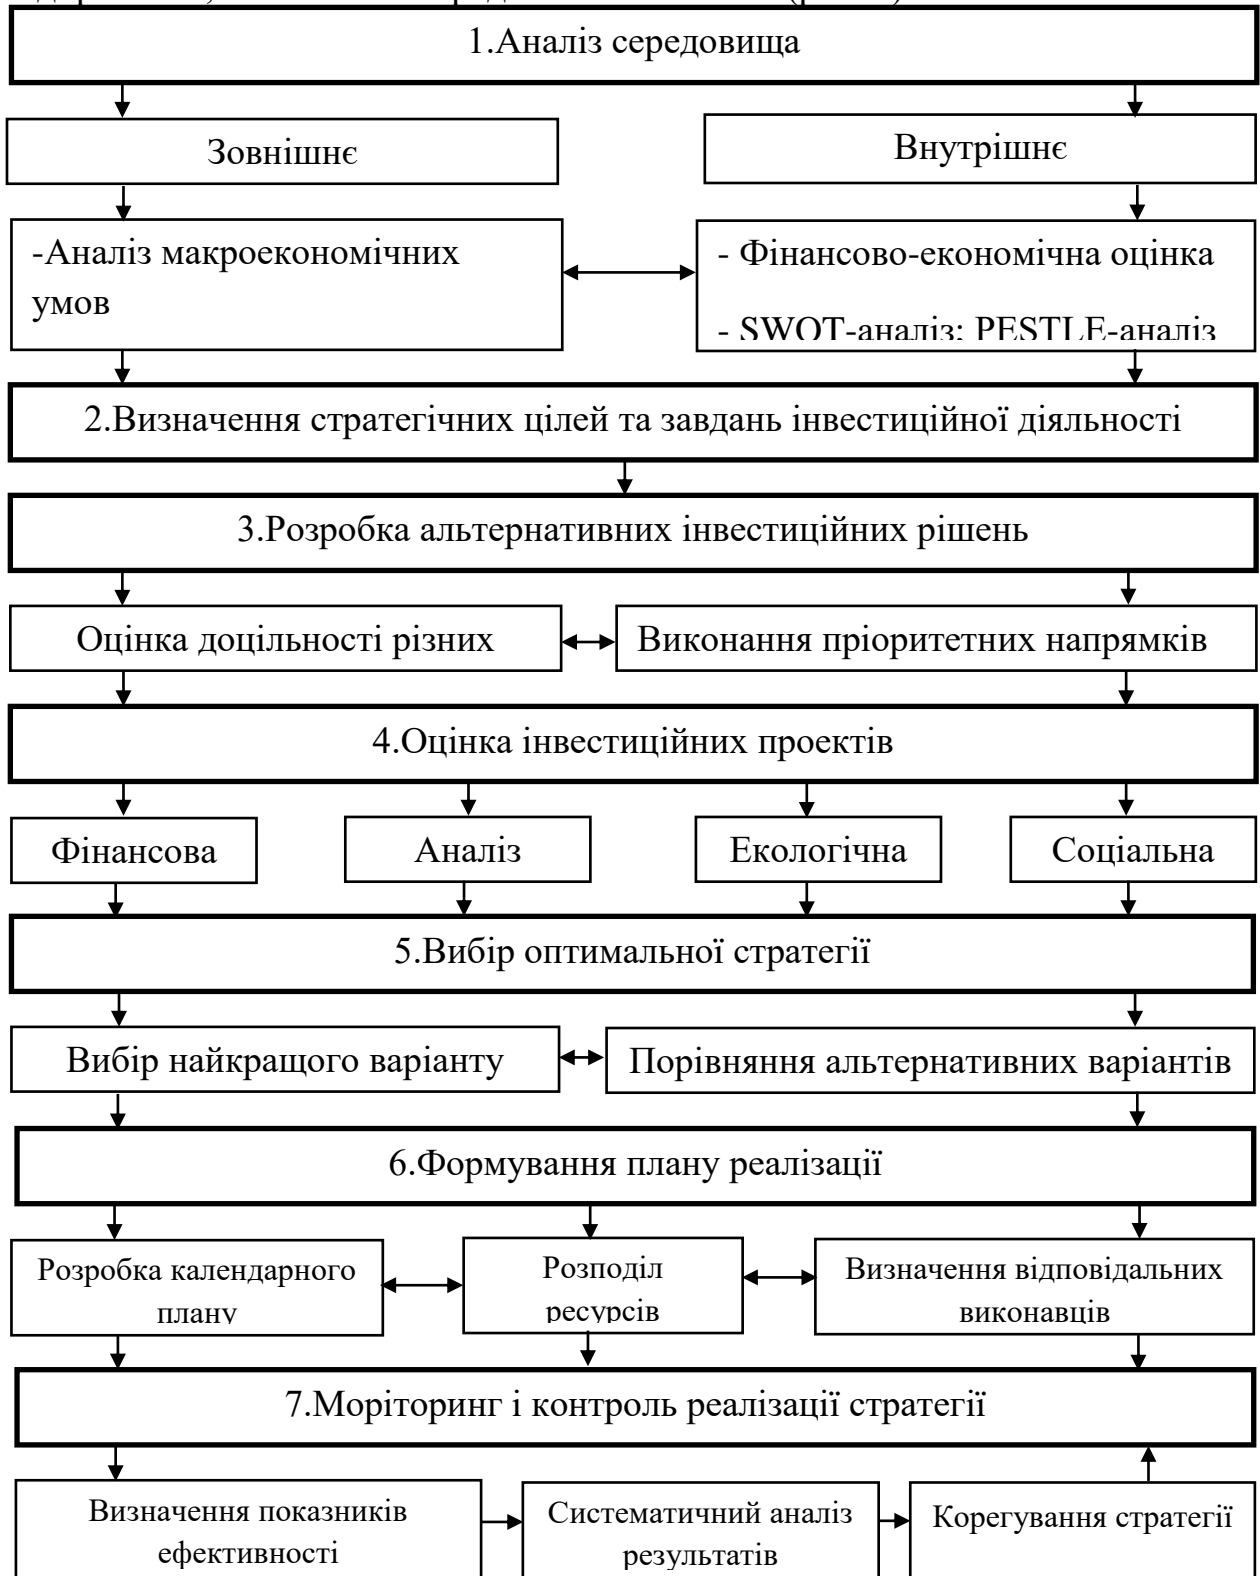 1.Аналіз середовища
Зовнішнє
Внутрішнє
-Аналіз макроекономічних
умов
- Фінансово-економічна оцінка
- SWOT-аналіз; PESTLE-аналіз
2.Визначення стратегічних цілей та завдань інвестиційної діяльності
3.Розробка альтернативних інвестиційних рішень
Оцінка доцільності різних
Виконання пріоритетних напрямків
4.Оцінка інвестиційних проектів
Фінансова
Аналіз
Екологічна
Соціальна
5.Вибір оптимальної стратегії
Вибір найкращого варіанту
Порівняння альтернативних варіантів
6.Формування плану реалізації
Розробка календарного
плану
Розподіл
ресурсів
Визначення відповідальних
виконавців
7.Моріторинг і контроль реалізації стратегії
Визначення показників
ефективності
Систематичний аналіз
результатів
Корегування стратегії